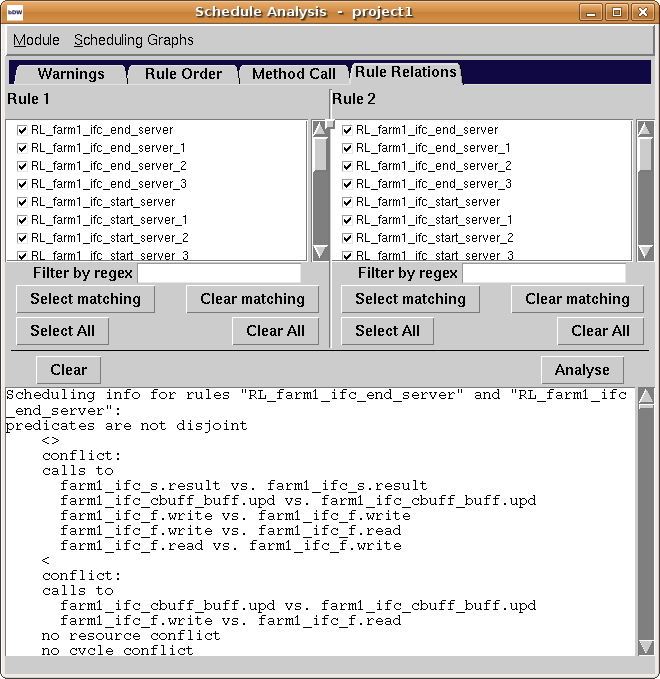 bDW
Schedule Analysis - project1
Module Scheduling Graphs
Warnings Rule Order Method Call Rule Relations
Rule 1 Rule 2
RL_farm1_ifc_end_server RL_farm1_ifc_end_server
RL_farm1_ifc_end_server_1 RL_farm1_ifc_end_server_1
RL_farm1_ifc_end_server_2 RL_farm1_ifc_end_server_2
RL_farm1_ifc_end_server_3 RL_farm1_ifc_end_server_3
RL_farm1_ifc_start_server RL_farm1_ifc_start_server
RL_farm1_ifc_start_server_1 RL_farm1_ifc_start_server_1
RL_farm1_ifc_start_server_2 RL_farm1_ifc_start_server_2
RL_farm1_ifc_start_server_3 RL_farm1_ifc_start_server_3
Filter by regex Filter by regex
Select matching Clear matching Select matching Clear matching
Select All Clear All Select All Clear All
Clear Analyse
Scheduling info for rules "RL_farm1_ifc_end_server" and "RL_farm1_ifc
_end_server":
predicates are not disjoint
<>
conflict:
calls to
farm1_ifc_s.result vs. farm1_ifc_s.result
farm1_ifc_cbuff_buff.upd vs. farm1_ifc_cbuff_buff.upd
farm1_ifc_f.write vs. farm1_ifc_f.write
farm1_ifc_f.write vs. farm1_ifc_f.read
farm1_ifc_f.read vs. farm1_ifc_f.write
<
conflict:
calls to
farm1_ifc_cbuff_buff.upd vs. farm1_ifc_cbuff_buff.upd
farm1_ifc_f.write vs. farm1_ifc_f.read
no resource conflict
no cycle conflict